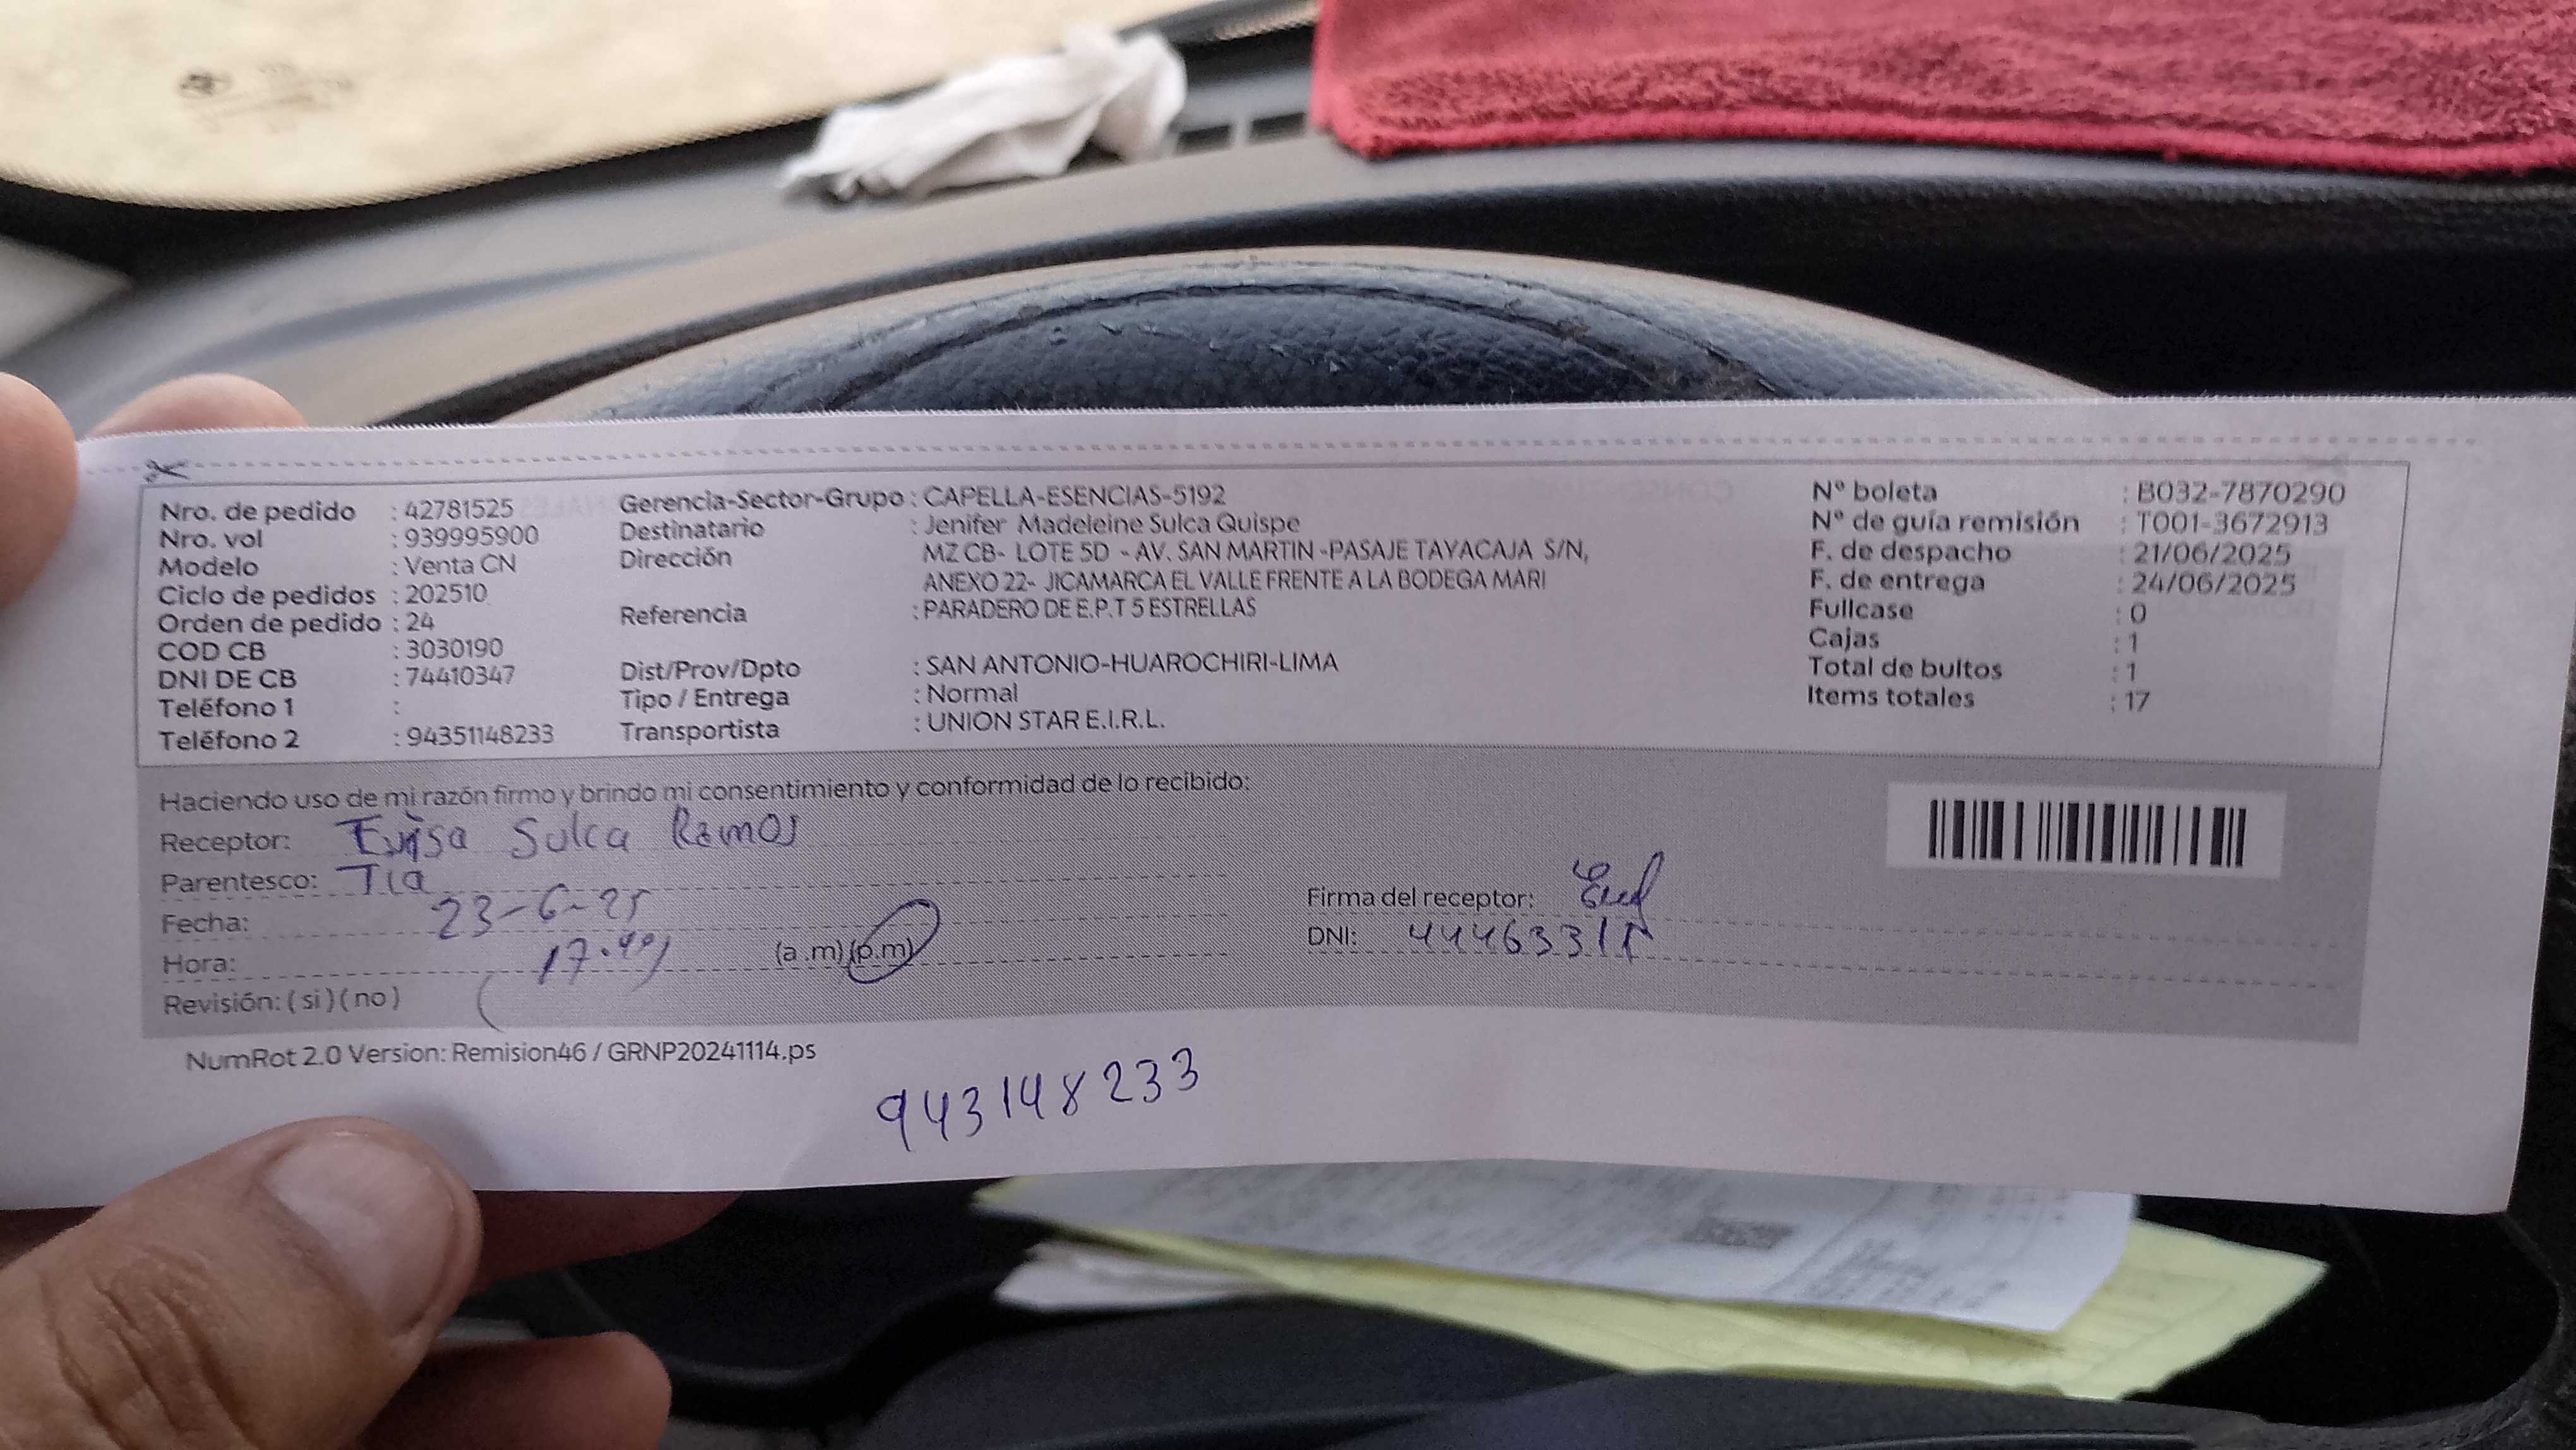 Nro. de pedido : 42781525
Nro. vol : 939995900
Modelo : Venta CN
Ciclo de pedidos : 202510
Orden de pedido : 24
COD CB : 3030190
DNI DE CB : 74410347
Teléfono 1 :
Teléfono 2 : 94351148233
Gerencia-Sector-Grupo : CAPELLA-ESENCIAS-5192
Destinatario : Jenifer Madeleine Sulca Quispe
Dirección MZ CB- LOTE 5D - AV. SAN MARTIN -PASAJE TAYACAJA S/N,
ANEXO 22- JICAMARCA EL VALLE FRENTE A LA BODEGA MARI
Referencia : PARADERO DE E.P.T 5 ESTRELLAS
Dist/Prov/Dpto : SAN ANTONIO-HUAROCHIRI-LIMA
Tipo / Entrega : Normal
Transportista : UNION STAR E.I.R.L.
N° boleta : B032-7870290
N° de guía remisión : T001-3672913
F. de despacho : 21/06/2025
F. de entrega : 24/06/2025
Fullcase : 0
Cajas : 1
Total de bultos : 1
Items totales : 17
Haciendo uso de mi razón firmo y brindo mi consentimiento y conformidad de lo recibido:
Receptor: Sulca Ramos
Parentesco: Tia
Fecha: 23-6-25
Hora: (a.m) (p.m)
Revisión: ( si ) ( no )
Firma del receptor:
DNI:
NumRot 2.0 Version: Remision46 / GRNP20241114.ps
943148233